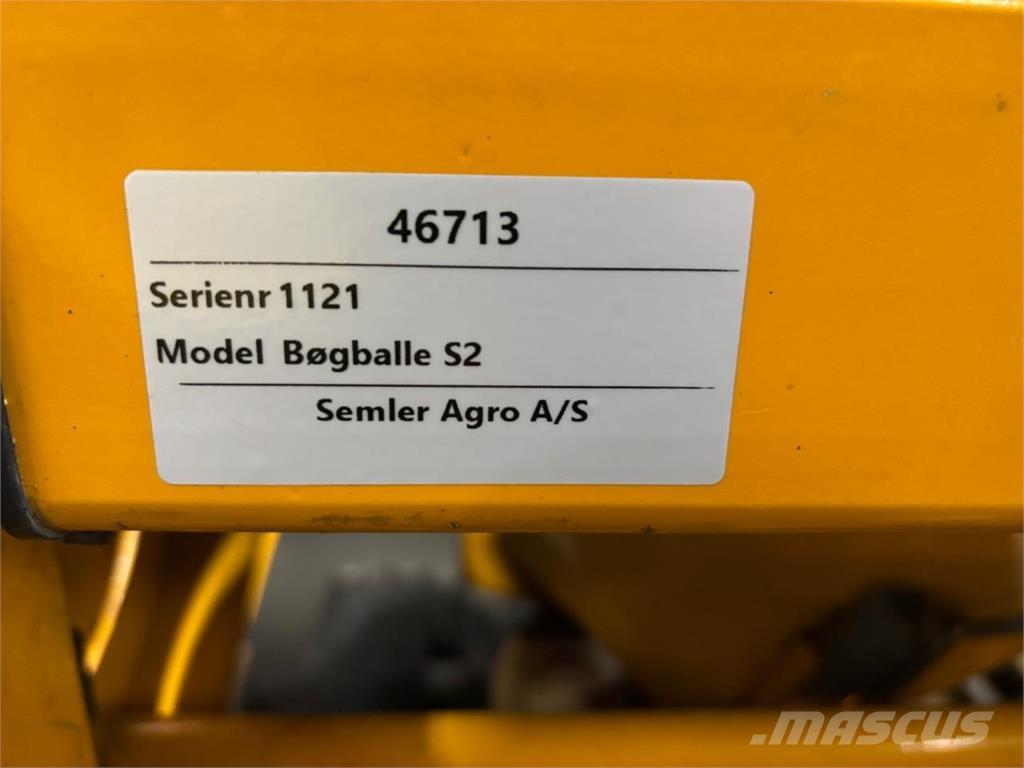 46713
Serienr 1121
Model Bøgballe S2
Semler Agro A/S
MASCUS